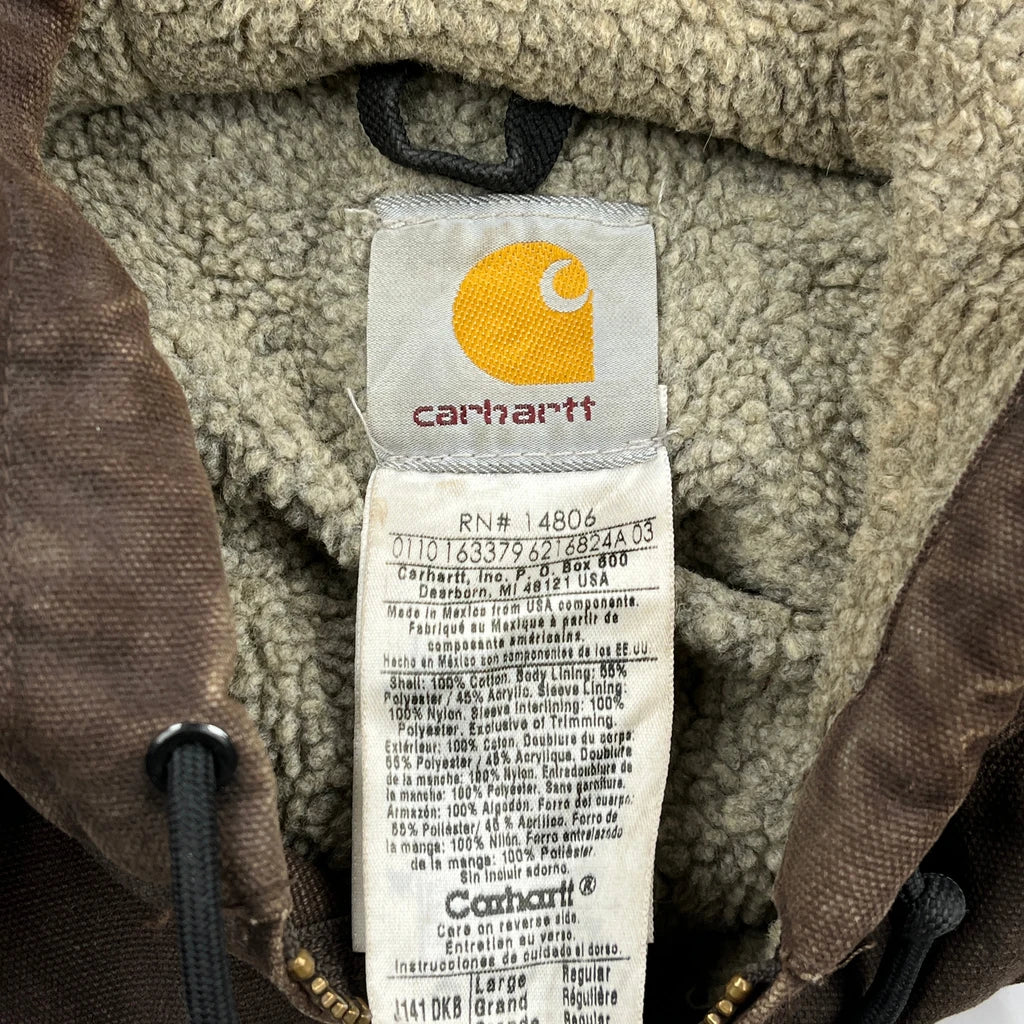 carhartt
RN# 14806
0110163379 6216824A 03
Carhartt, Inc. P. O. Box 600
Dearborn, MI 48121 USA
Made in Mexico from USA components.
Fabriqué au Mexique à partir de
composants américains.
Hecho en México con componentes de los EE.UU.
Shell: 100% Cotton. Body Lining: 55%
Polyester / 45% Acrylic. Sleeve Lining:
100% Nylon. Sleeve Interlining: 100%
Polyester. Exclusive of Trimming.
Extérieur: 100% Coton. Doublure du corps
55% Polyester / 45% Acrylique. Doublure
de la manche: 100% Nylon. Entredoublure de
la manche: 100% Polyester. Sans garniture.
Armazón: 100% Algodón. Forro del cuerpo:
55% Poliéster / 45 % Acrílico. Forro de
la manga: 100% Nilón. Forro entrelazado
de la manga: 100% Poliéster.
Sin incluir adorno.
Carhartt®
Care on reverse side.
Entretien au verso.
Instrucciones de cuidado al dorso.
Large Regular
J141 DKB Grand Régulière
Grande Regular